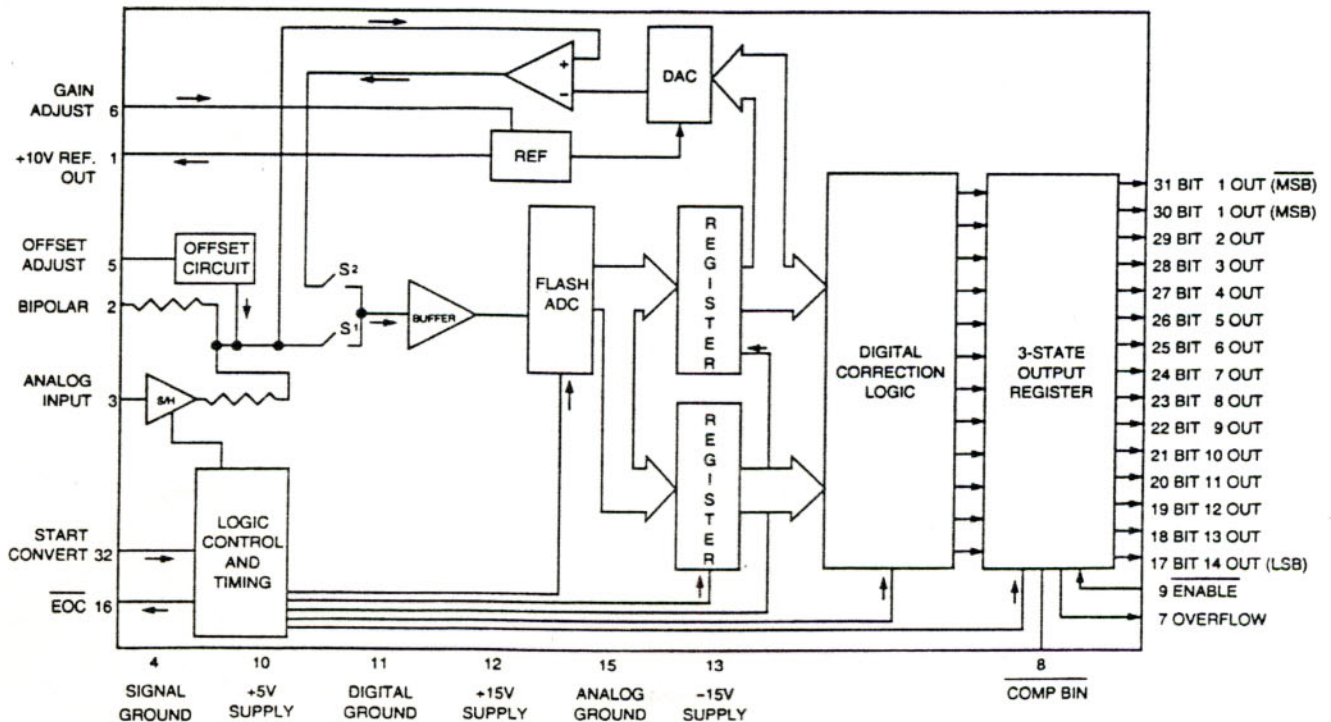 GAIN
ADJUST 6
+10V REF. 1
OUT
OFFSET
ADJUST 5
BIPOLAR 2
ANALOG
INPUT 3
START
CONVERT 32
EOC 16
OFFSET
CIRCUIT
S/H
LOGIC
CONTROL
AND
TIMING
+
−
DAC
REF
S2
S1
BUFFER
FLASH
ADC
REGISTER
REGISTER
DIGITAL
CORRECTION
LOGIC
3-STATE
OUTPUT
REGISTER
31 BIT 1 OUT (MSB)
30 BIT 1 OUT (MSB)
29 BIT 2 OUT
28 BIT 3 OUT
27 BIT 4 OUT
26 BIT 5 OUT
25 BIT 6 OUT
24 BIT 7 OUT
23 BIT 8 OUT
22 BIT 9 OUT
21 BIT 10 OUT
20 BIT 11 OUT
19 BIT 12 OUT
18 BIT 13 OUT
17 BIT 14 OUT (LSB)
9 ENABLE
7 OVERFLOW
4
SIGNAL
GROUND
10
+5V
SUPPLY
11
DIGITAL
GROUND
12
+15V
SUPPLY
15
ANALOG
GROUND
13
−15V
SUPPLY
8
COMP BIN